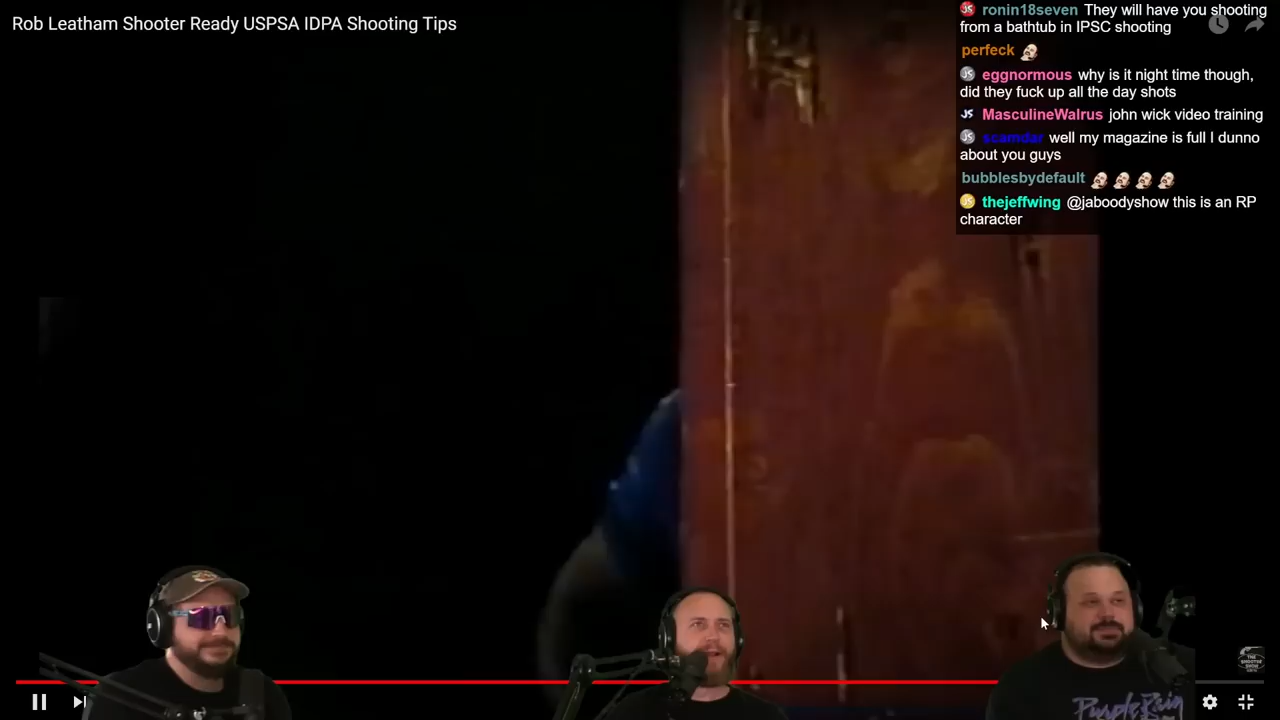 Rob Leatham Shooter Ready USPSA IDPA Shooting Tips
ronin18seven They will have you shooting
from a bathtub in IPSC shooting
perfeck
eggnormous why is it night time though,
did they fuck up all the day shots
MasculineWalrus john wick video training
scamdar well my magazine is full I dunno
about you guys
bubblesbydefault
thejeffwing @jaboodyshow this is an RP
character
Purple Rain